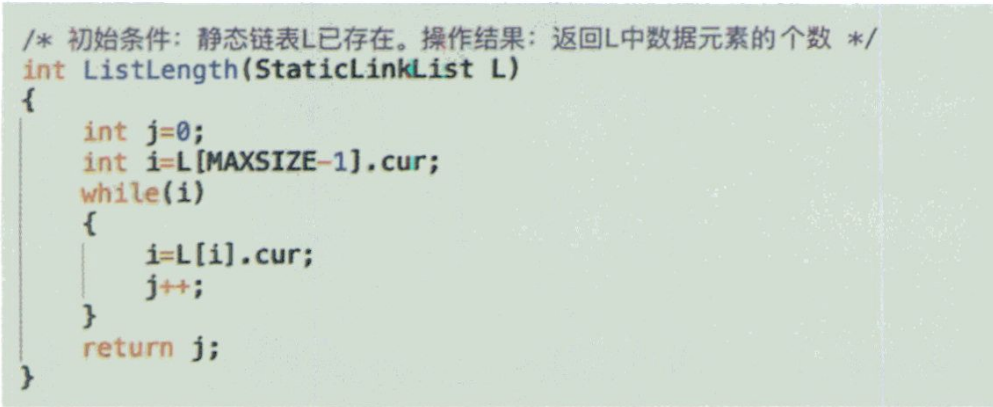 /* 初始条件：静态链表L已存在。操作结果：返回L中数据元素的个数 */
int ListLength(StaticLinkList L)
{
int j=0;
int i=L[MAXSIZE-1].cur;
while(i)
{
i=L[i].cur;
j++;
}
return j;
}